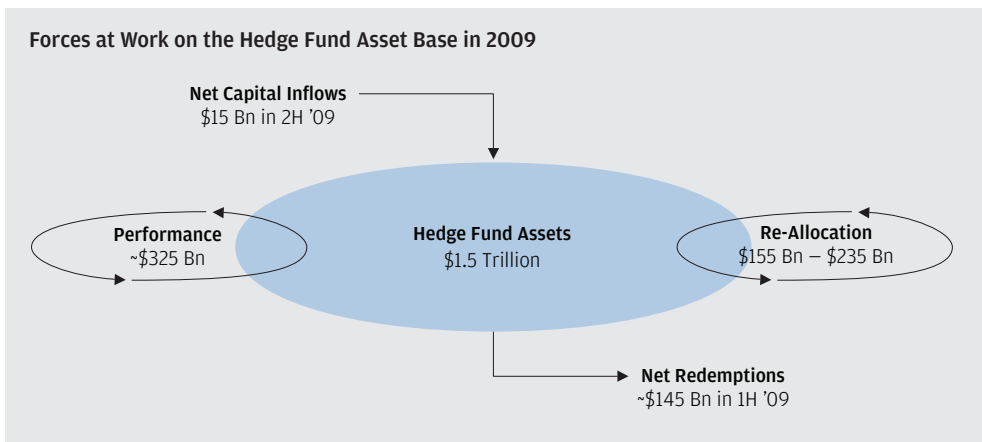 Forces at Work on the Hedge Fund Asset Base in 2009
Net Capital Inflows
$15 Bn in 2H '09
Performance
~$325 Bn
Hedge Fund Assets
$1.5 Trillion
Re-Allocation
$155 Bn – $235 Bn
Net Redemptions
~$145 Bn in 1H '09